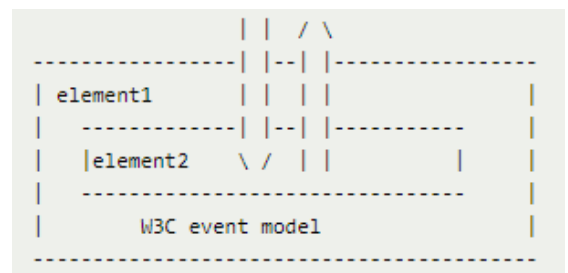 | |  / \
-----------------| |--| |-----------------
| element1       | |  | |                |
|   -------------| |--| |-----------     |
|   |element2    \ /  | |          |     |
|   --------------------------------     |
|        W3C event model                 |
------------------------------------------